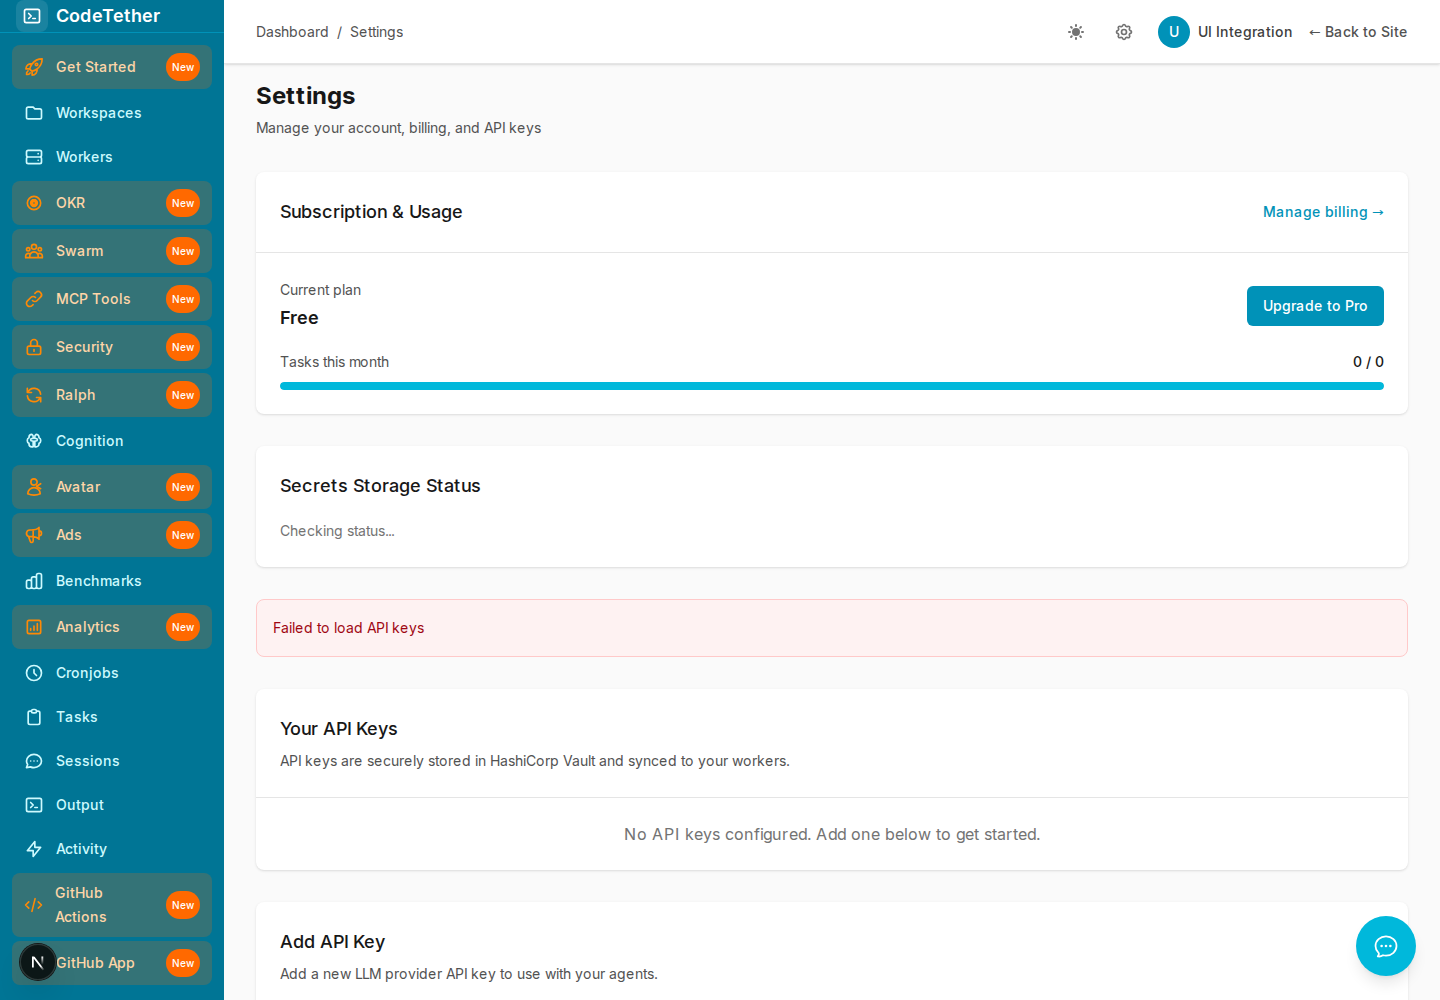 CodeTether
Get Started New
Workspaces
Workers
OKR New
Swarm New
MCP Tools New
Security New
Ralph New
Cognition
Avatar New
Ads New
Benchmarks
Analytics New
Cronjobs
Tasks
Sessions
Output
Activity
GitHub Actions New
GitHub App New
N
Dashboard / Settings
U UI Integration ← Back to Site
Settings
Manage your account, billing, and API keys
Subscription & Usage Manage billing →
Current plan
Free Upgrade to Pro
Tasks this month 0 / 0
Secrets Storage Status
Checking status...
Failed to load API keys
Your API Keys
API keys are securely stored in HashiCorp Vault and synced to your workers.
No API keys configured. Add one below to get started.
Add API Key
Add a new LLM provider API key to use with your agents.